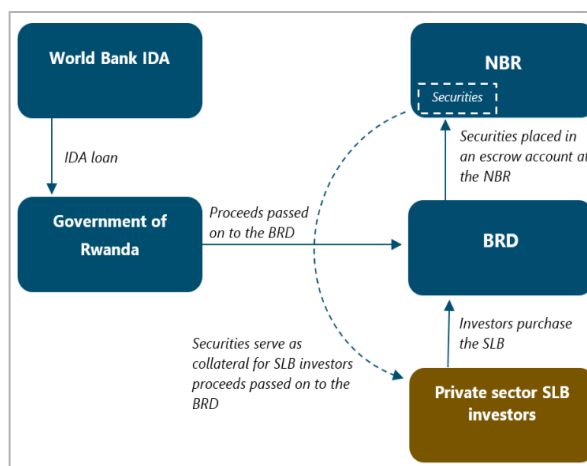 World Bank IDA
NBR
Securities
IDA loan
Securities placed in
an escrow account at
the NBR
Government of
Rwanda
Proceeds passed
on to the BRD
BRD
Investors purchase
the SLB
Securities serve as
collateral for SLB investors
proceeds passed on to the
BRD
Private sector SLB
investors